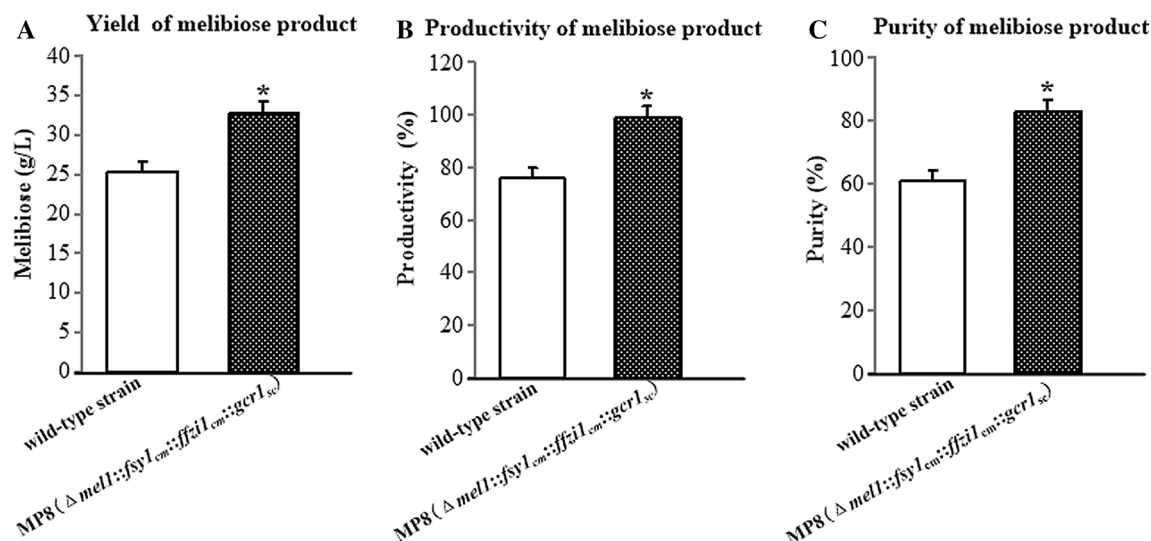 A Yield of melibiose product
Melibiose (g/L)
40
35
30
25
20
15
10
5
0
*
wild-type strain
MP8(Δmel1::fsy1cm::ffzi1cm::gcr1sc)
B Productivity of melibiose product
Productivity (%)
120
100
80
60
40
20
0
*
wild-type strain
MP8(Δmel1::fsy1cm::ffzi1cm::gcr1sc)
C Purity of melibiose product
Purity (%)
100
80
60
40
20
0
*
wild-type strain
MP8(Δmel1::fsy1cm::ffzi1cm::gcr1sc)